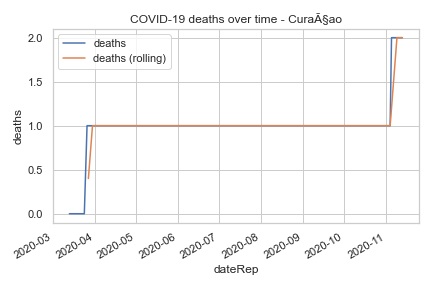 COVID-19 deaths over time - CuraÃ§ao
deaths
deaths (rolling)
2.0
1.5
1.0
0.5
0.0
deaths
2020-03
2020-04
2020-05
2020-06
2020-07
2020-08
2020-09
2020-10
2020-11
dateRep